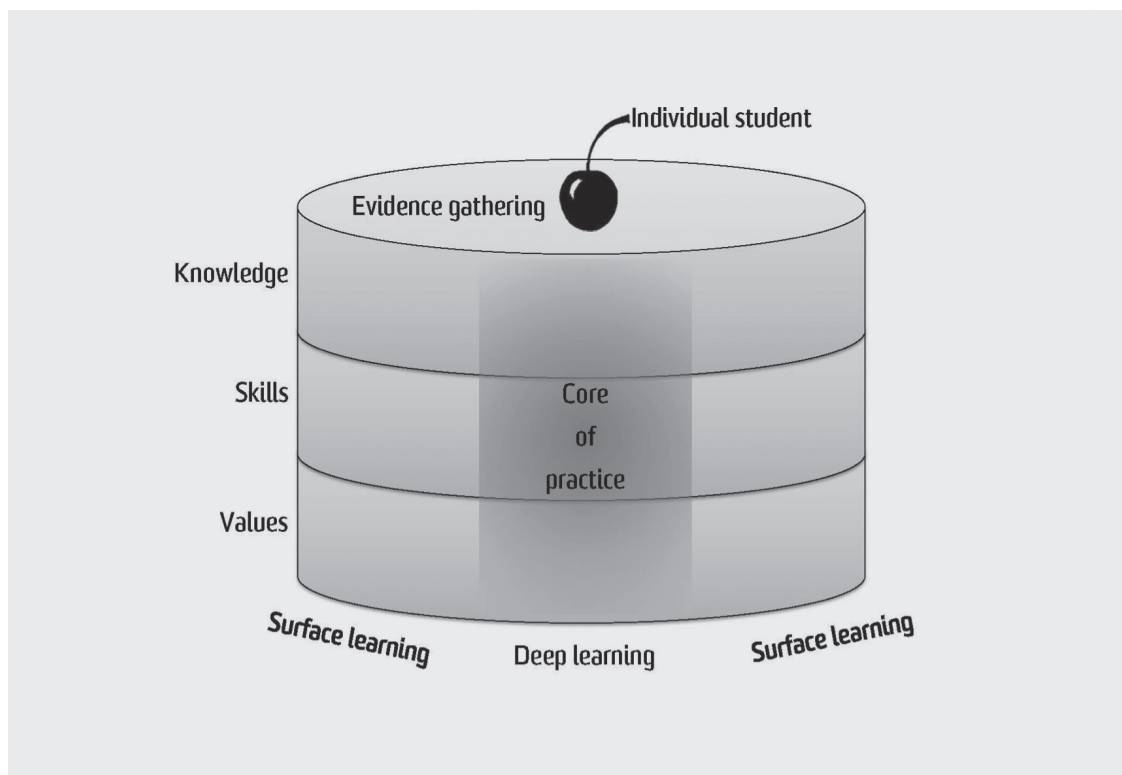 Individual student
Evidence gathering
Knowledge
Skills
Core
of
practice
Values
Surface learning
Deep learning
Surface learning